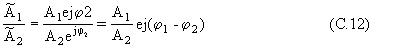 Ã₁/Ã₂ = A₁ejφ2/A₂e^jφ₂ = A₁/A₂ ej(φ₁ - φ₂) (C.12)